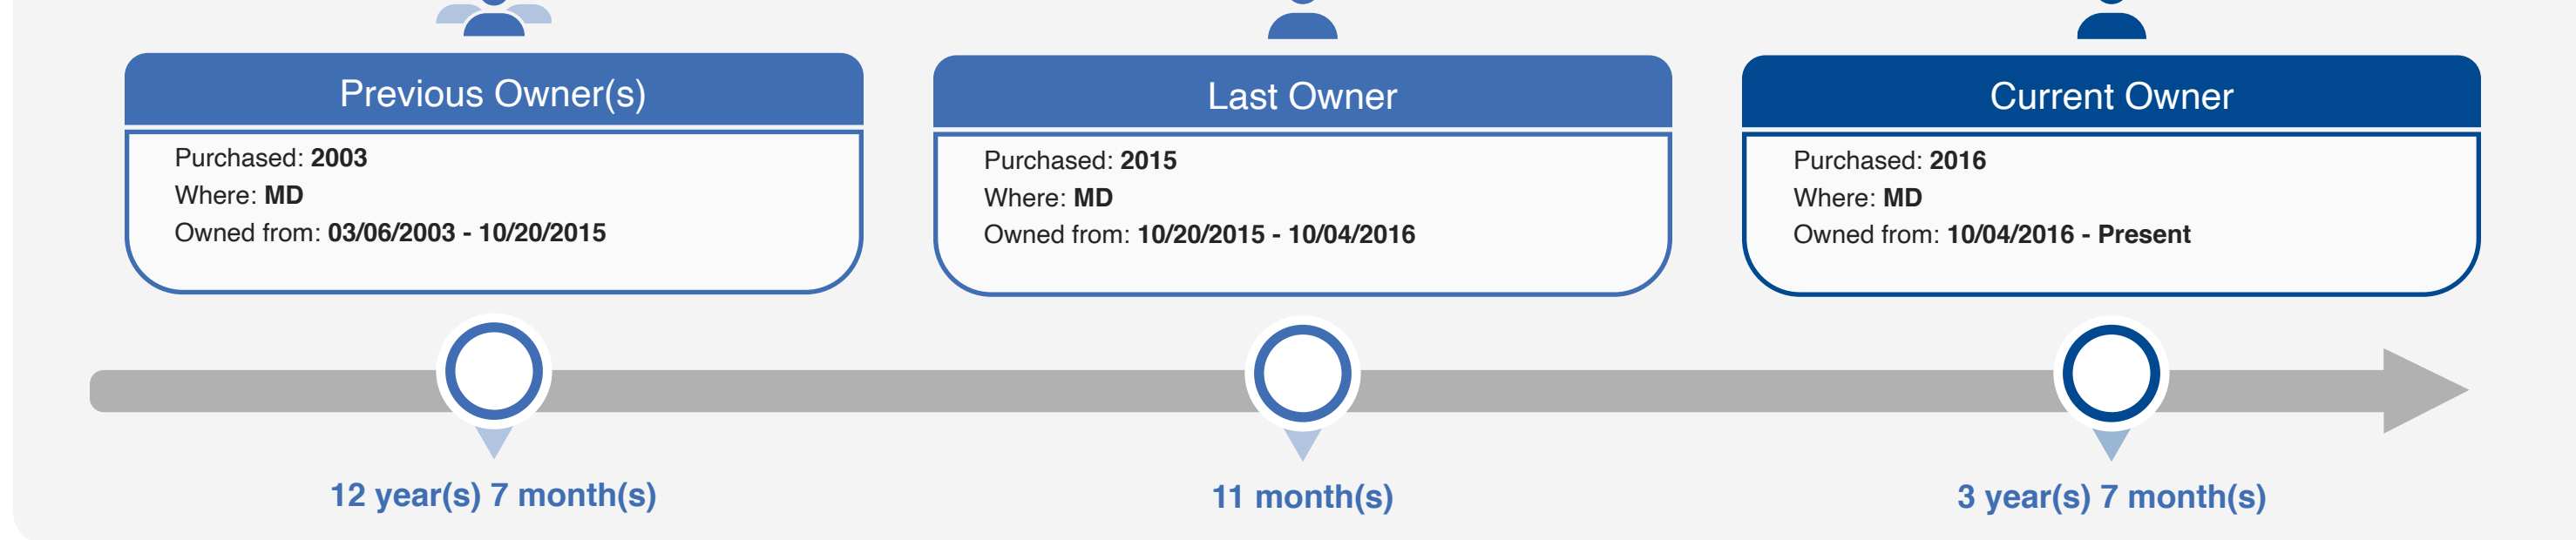 Previous Owner(s)
Purchased: 2003
Where: MD
Owned from: 03/06/2003 - 10/20/2015
12 year(s) 7 month(s)
Last Owner
Purchased: 2015
Where: MD
Owned from: 10/20/2015 - 10/04/2016
11 month(s)
Current Owner
Purchased: 2016
Where: MD
Owned from: 10/04/2016 - Present
3 year(s) 7 month(s)